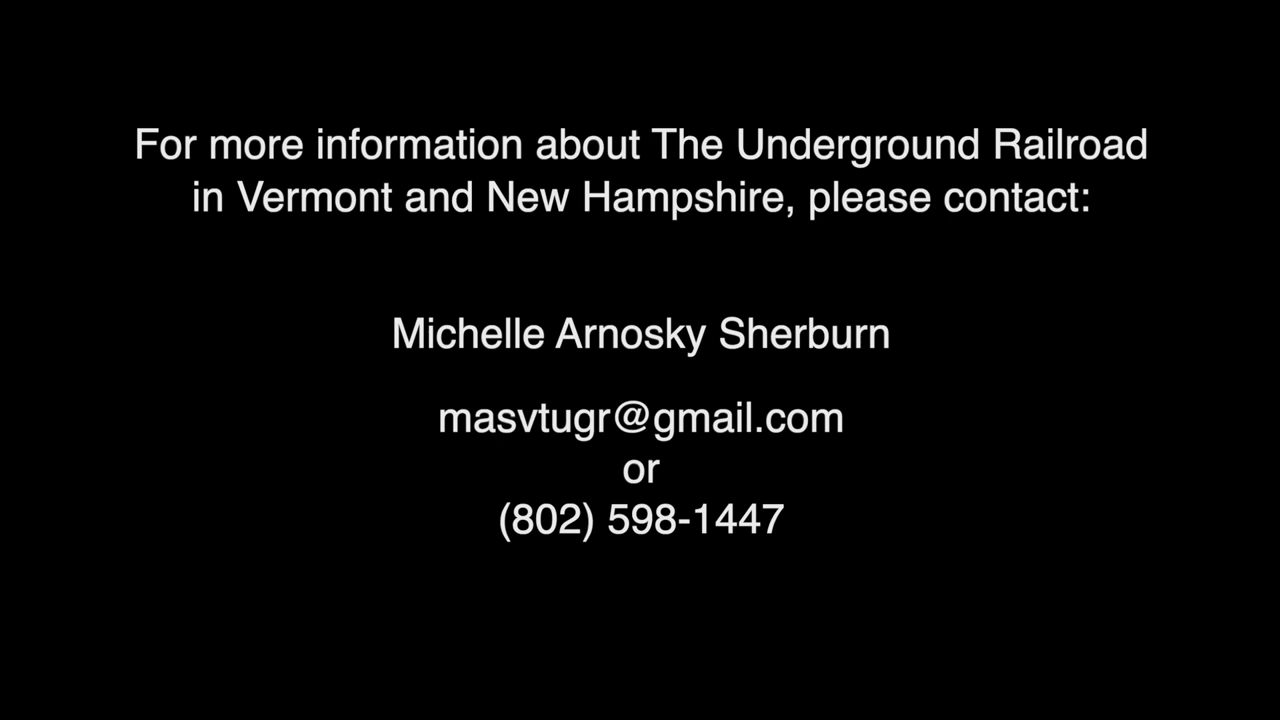 For more information about The Underground Railroad
in Vermont and New Hampshire, please contact:
Michelle Arnosky Sherburn
masvtugr@gmail.com
or
(802) 598-1447